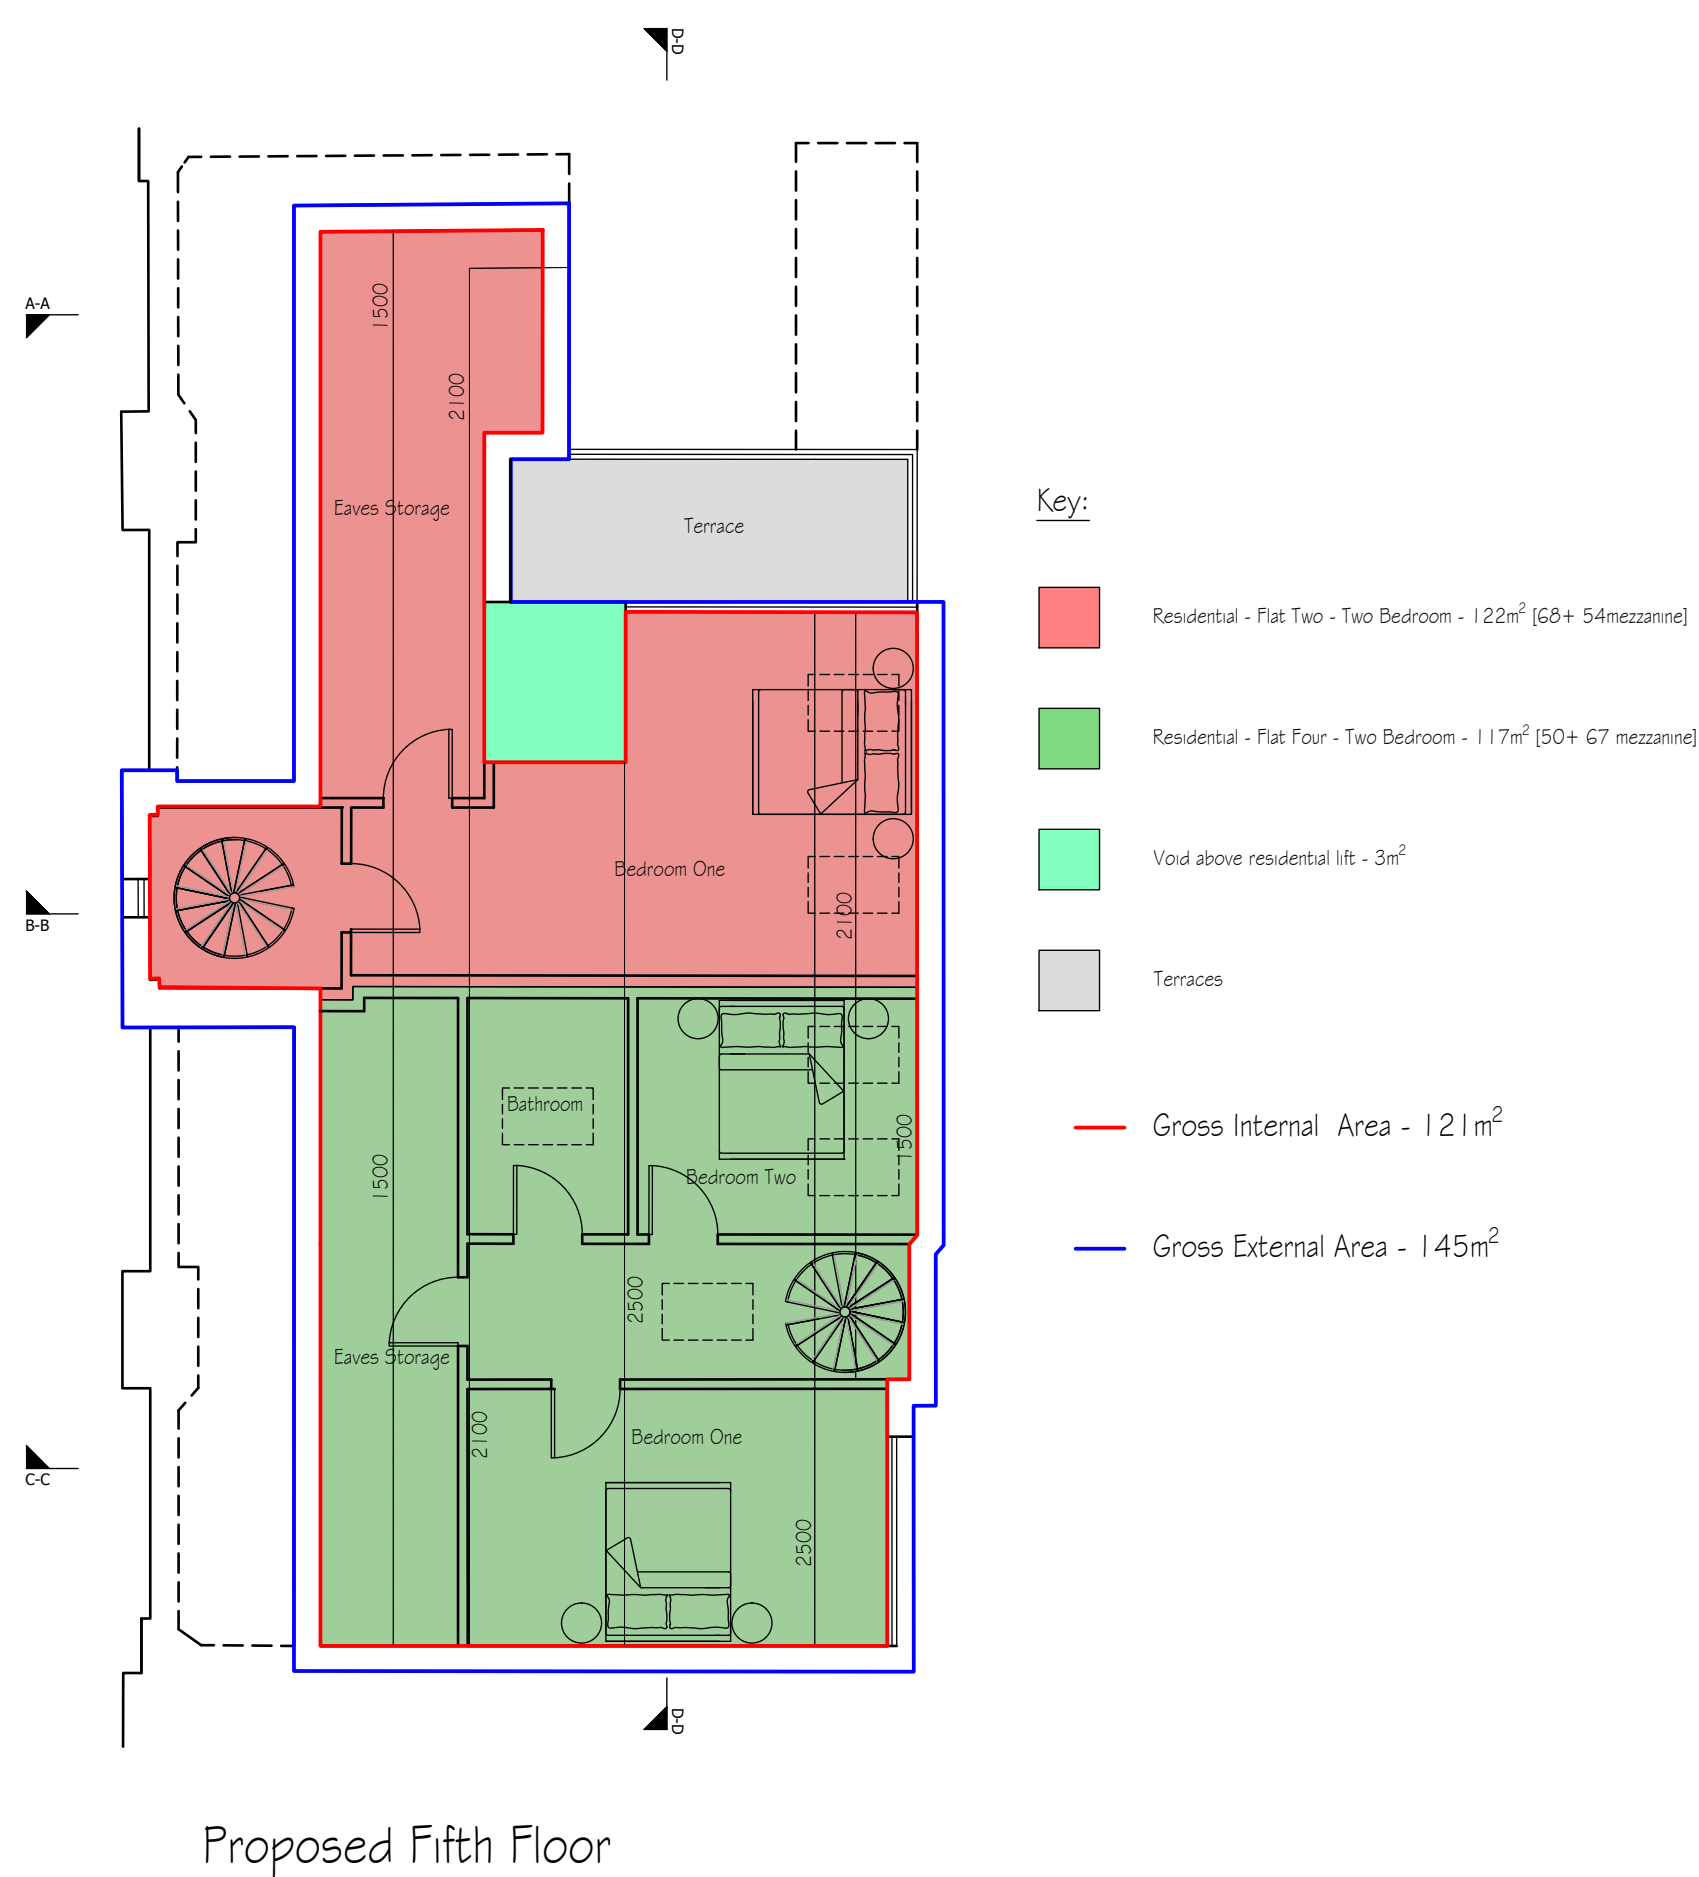 D-D
A-A
1500
2100
Eaves Storage
Terrace
Key:
Residential - Flat Two - Two Bedroom - 122m² [68+ 54mezzanine]
Residential - Flat Four - Two Bedroom - 117m² [50+ 67 mezzanine]
Void above residential lift - 3m²
Bedroom One
2100
B-B
Terraces
Bathroom
Gross Internal Area - 121m²
1500
1500
Bedroom Two
Gross External Area - 145m²
2500
Eaves Storage
2100
Bedroom One
C-C
2500
D-D
Proposed Fifth Floor